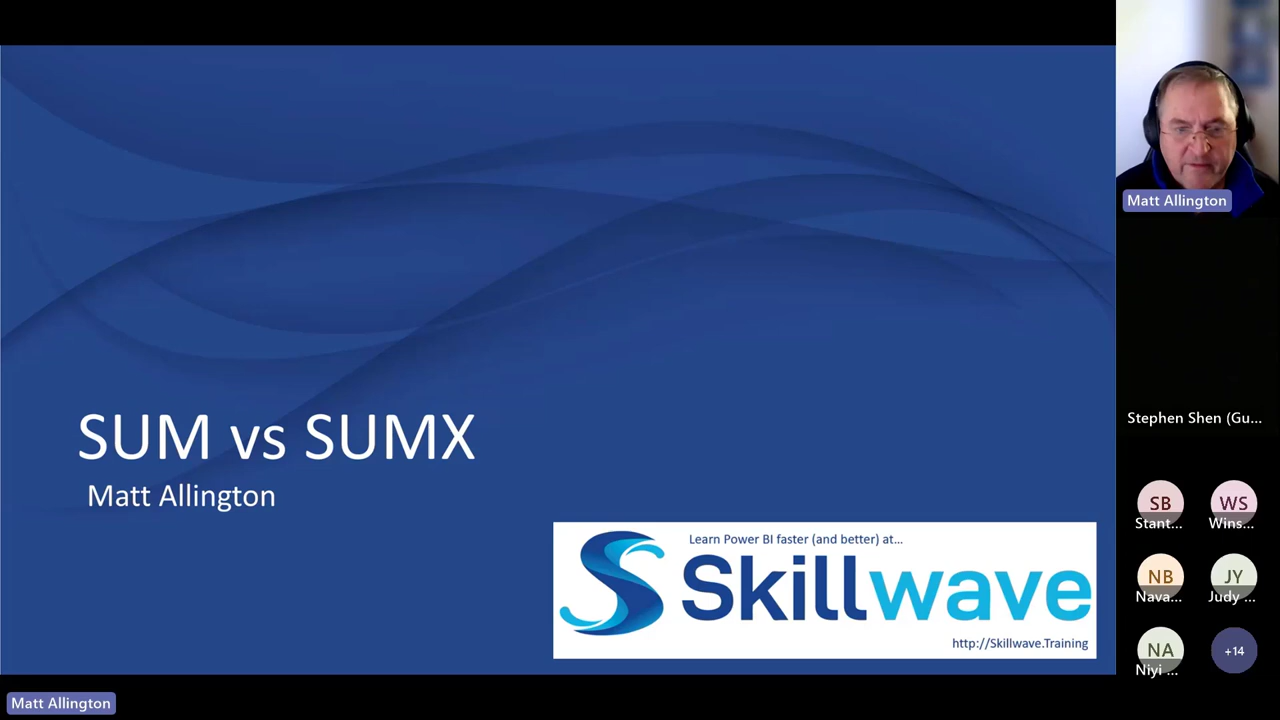 SUM vs SUMX
Matt Allington
Learn Power BI faster (and better) at...
Skillwave
http://Skillwave.Training
Matt Allington
Stephen Shen (Gu...
SB
Stant...
WS
Wins...
NB
Nava...
JY
Judy ...
NA
Niyi ...
+14
Matt Allington